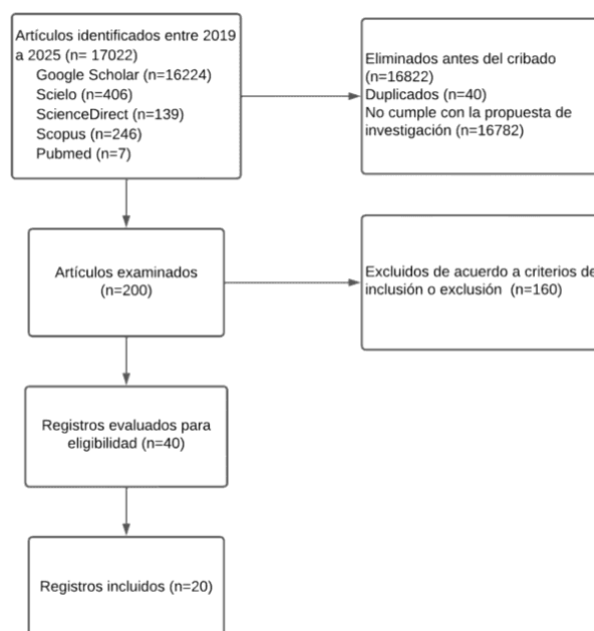 Artículos identificados entre 2019
a 2025 (n= 17022)
Google Scholar (n=16224)
Scielo (n=406)
ScienceDirect (n=139)
Scopus (n=246)
Pubmed (n=7)
Eliminados antes del cribado
(n=16822)
Duplicados (n=40)
No cumple con la propuesta de
investigación (n=16782)
Artículos examinados
(n=200)
Excluidos de acuerdo a criterios de
inclusión o exclusión (n=160)
Registros evaluados para
eligibilidad (n=40)
Registros incluidos (n=20)